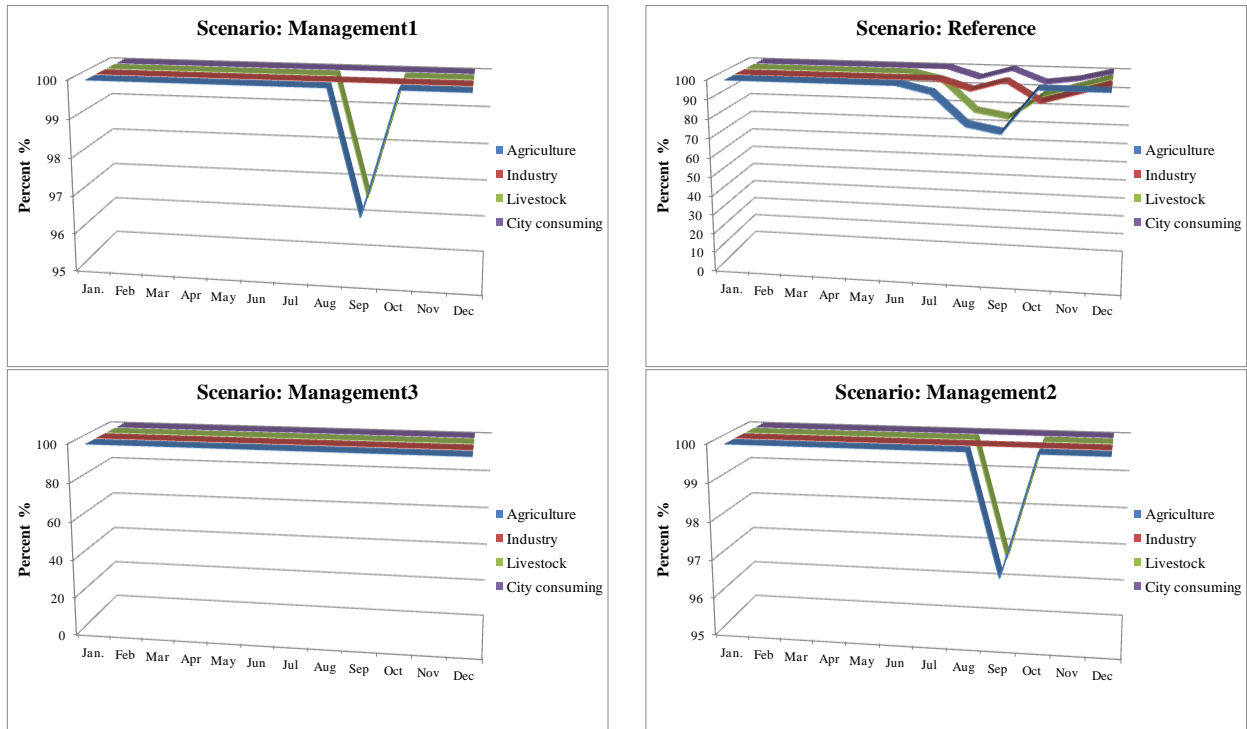 Scenario: Management1
Percent %
100
99
98
97
96
95
Jan. Feb Mar Apr May Jun Jul Aug Sep Oct Nov Dec
Agriculture
Industry
Livestock
City consuming
Scenario: Reference
Percent %
100
90
80
70
60
50
40
30
20
10
0
Jan. Feb Mar Apr May Jun Jul Aug Sep Oct Nov Dec
Agriculture
Industry
Livestock
City consuming
Scenario: Management3
Percent %
100
80
60
40
20
0
Jan. Feb Mar Apr May Jun Jul Aug Sep Oct Nov Dec
Agriculture
Industry
Livestock
City consuming
Scenario: Management2
Percent %
100
99
98
97
96
95
Jan. Feb Mar Apr May Jun Jul Aug Sep Oct Nov Dec
Agriculture
Industry
Livestock
City consuming